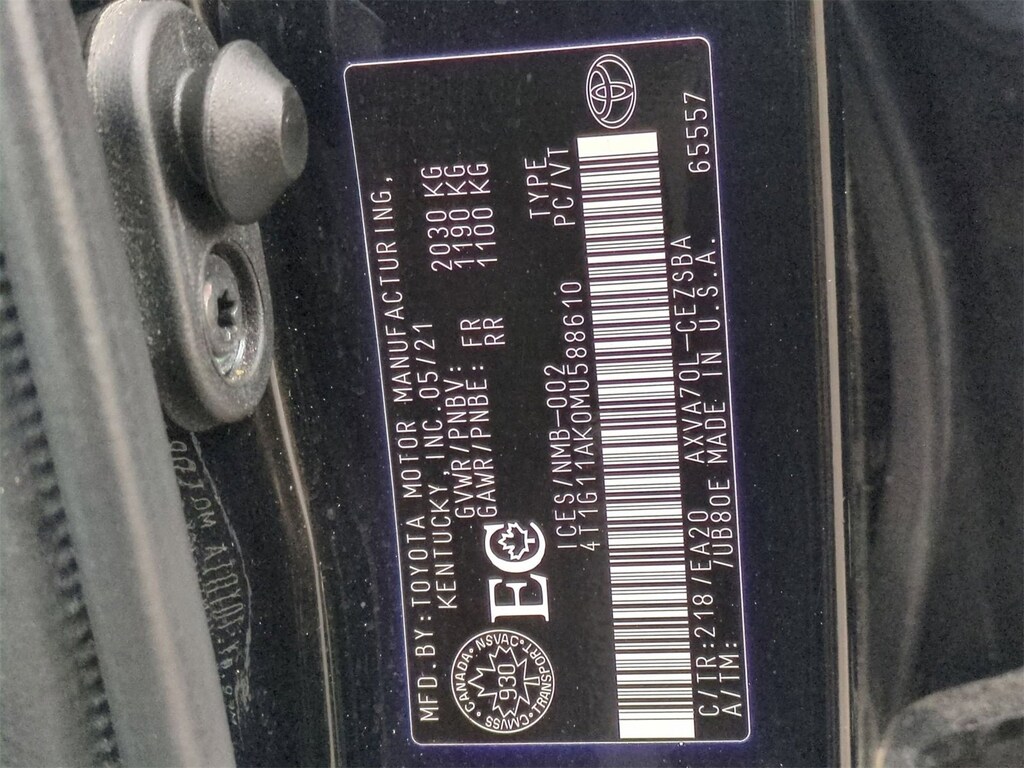 MFD.BY:TOYOTA MOTOR MANUFACTURING,
KENTUCKY, INC. 05/21
GVWR/PNBV: 2030 KG
GAWR/PNBE: FR 1190 KG
RR 1100 KG
CANADA • NSVAC • TRANSPORT • CMVSS
930
EC
ICES/NMB-002 TYPE
4T1G11AK0MU588610 PC/VT
C/TR:218/EA20 AXVA70L-CEZSBA 65557
A/TM: /UB80E MADE IN U.S.A.